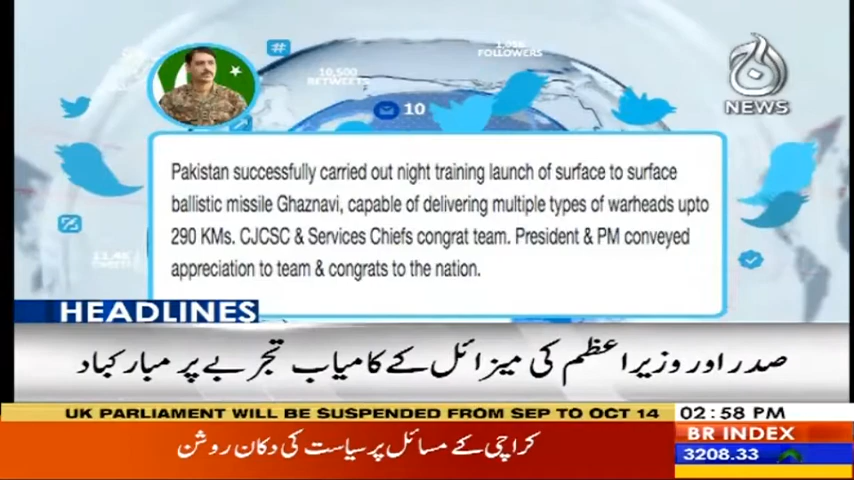 #
1,056
FOLLOWERS
10,500
RETWEETS
10
NEWS
Pakistan successfully carried out night training launch of surface to surface
ballistic missile Ghaznavi, capable of delivering multiple types of warheads upto
290 KMs. CJCSC & Services Chiefs congrat team. President & PM conveyed
appreciation to team & congrats to the nation.
HEADLINES
صدر اور وزیراعظم کی میزائل کے کامیاب تجربے پر مبارکباد
UK PARLIAMENT WILL BE SUSPENDED FROM SEP TO OCT 14
02:58 PM
کراچی کے مسائل پر سیاست کی دکان روشن
BR INDEX
3208.33